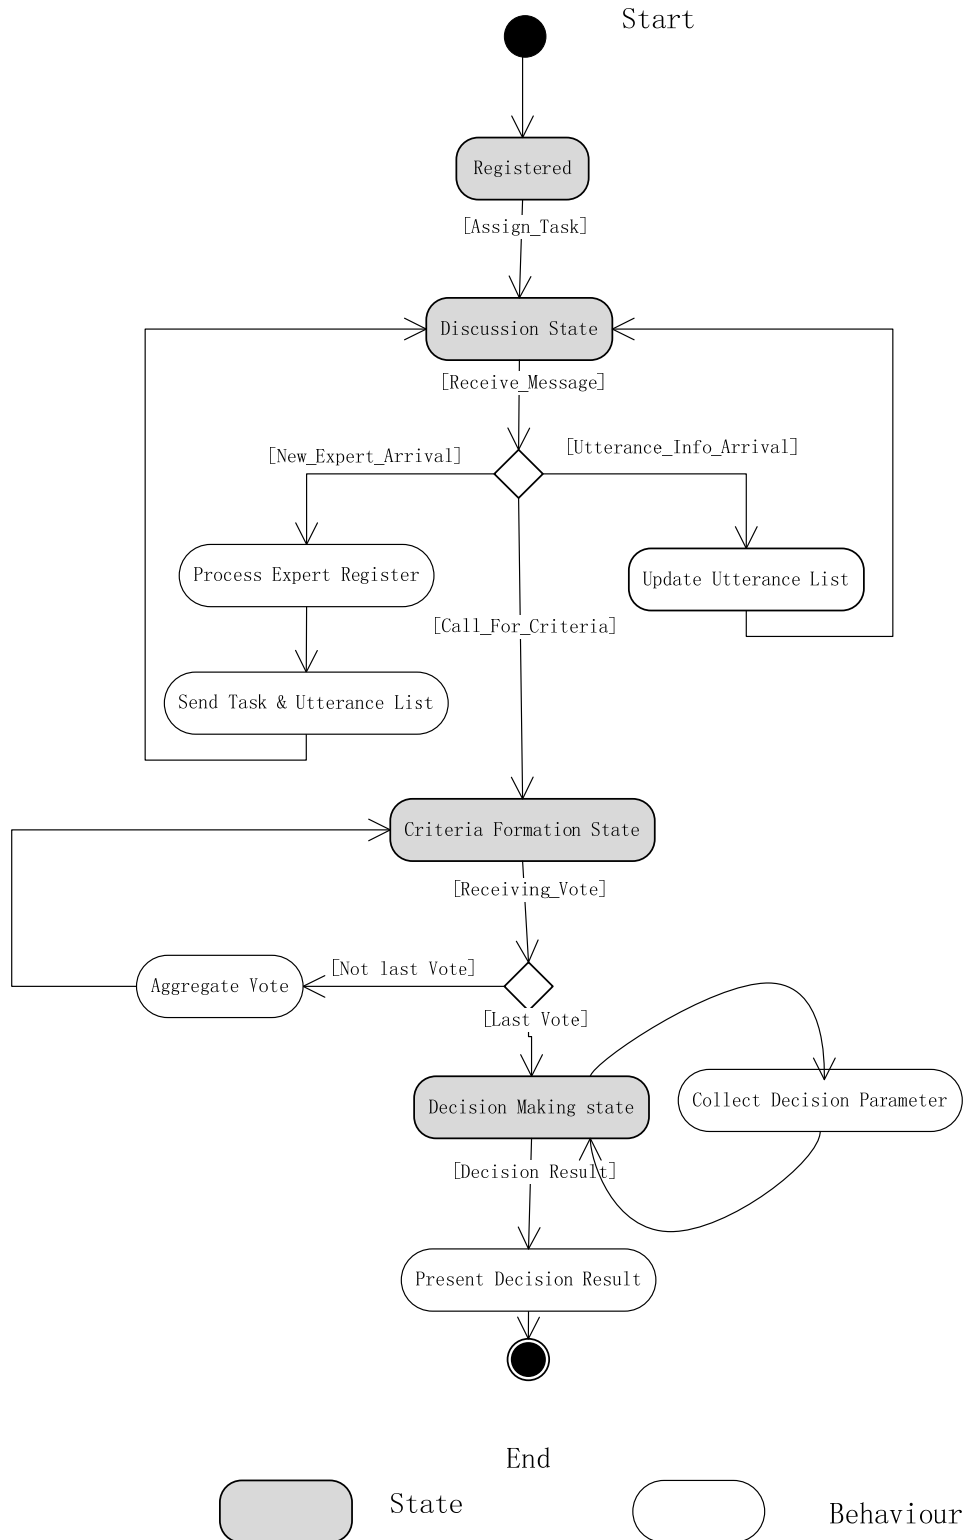 Start
Registered
[Assign_Task]
Discussion State
[Receive_Message]
[New_Expert_Arrival]
[Utterance_Info_Arrival]
Process Expert Register
Update Utterance List
[Call_For_Criteria]
Send Task & Utterance List
Criteria Formation State
[Receiving_Vote]
[Not last Vote]
Aggregate Vote
[Last Vote]
Decision Making state
Collect Decision Parameter
[Decision Result]
Present Decision Result
End
State
Behaviour